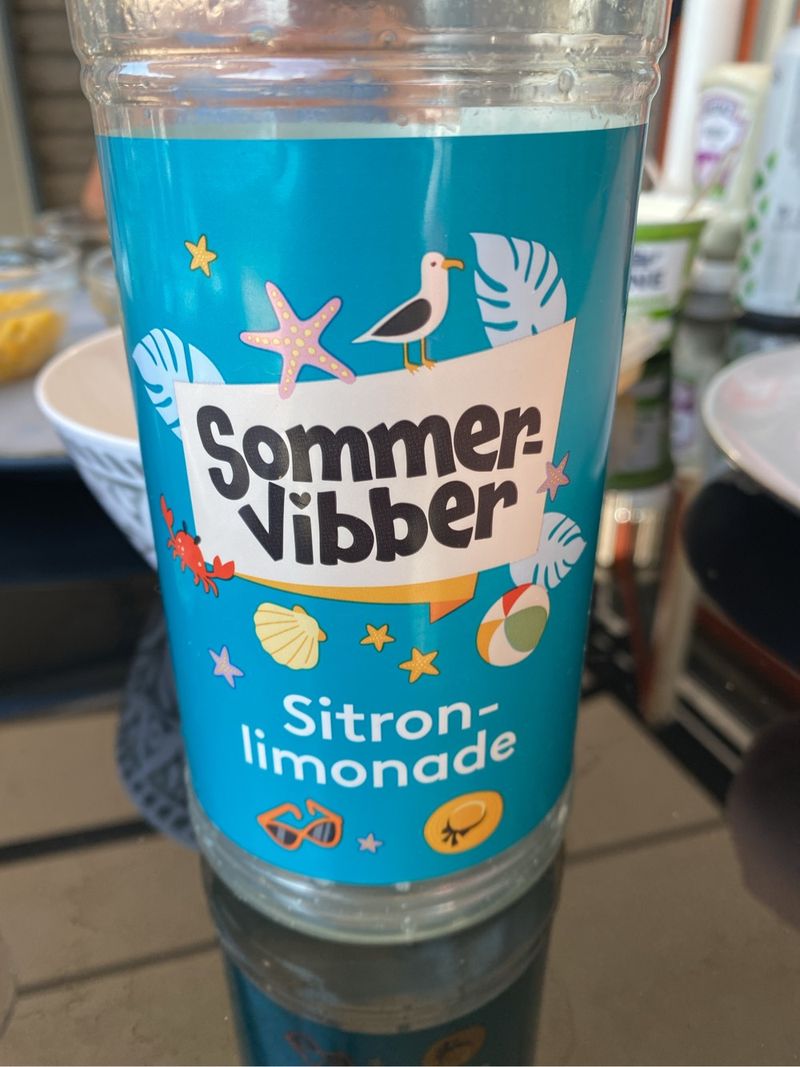 Sommer-
vibber
Sitron-
limonade